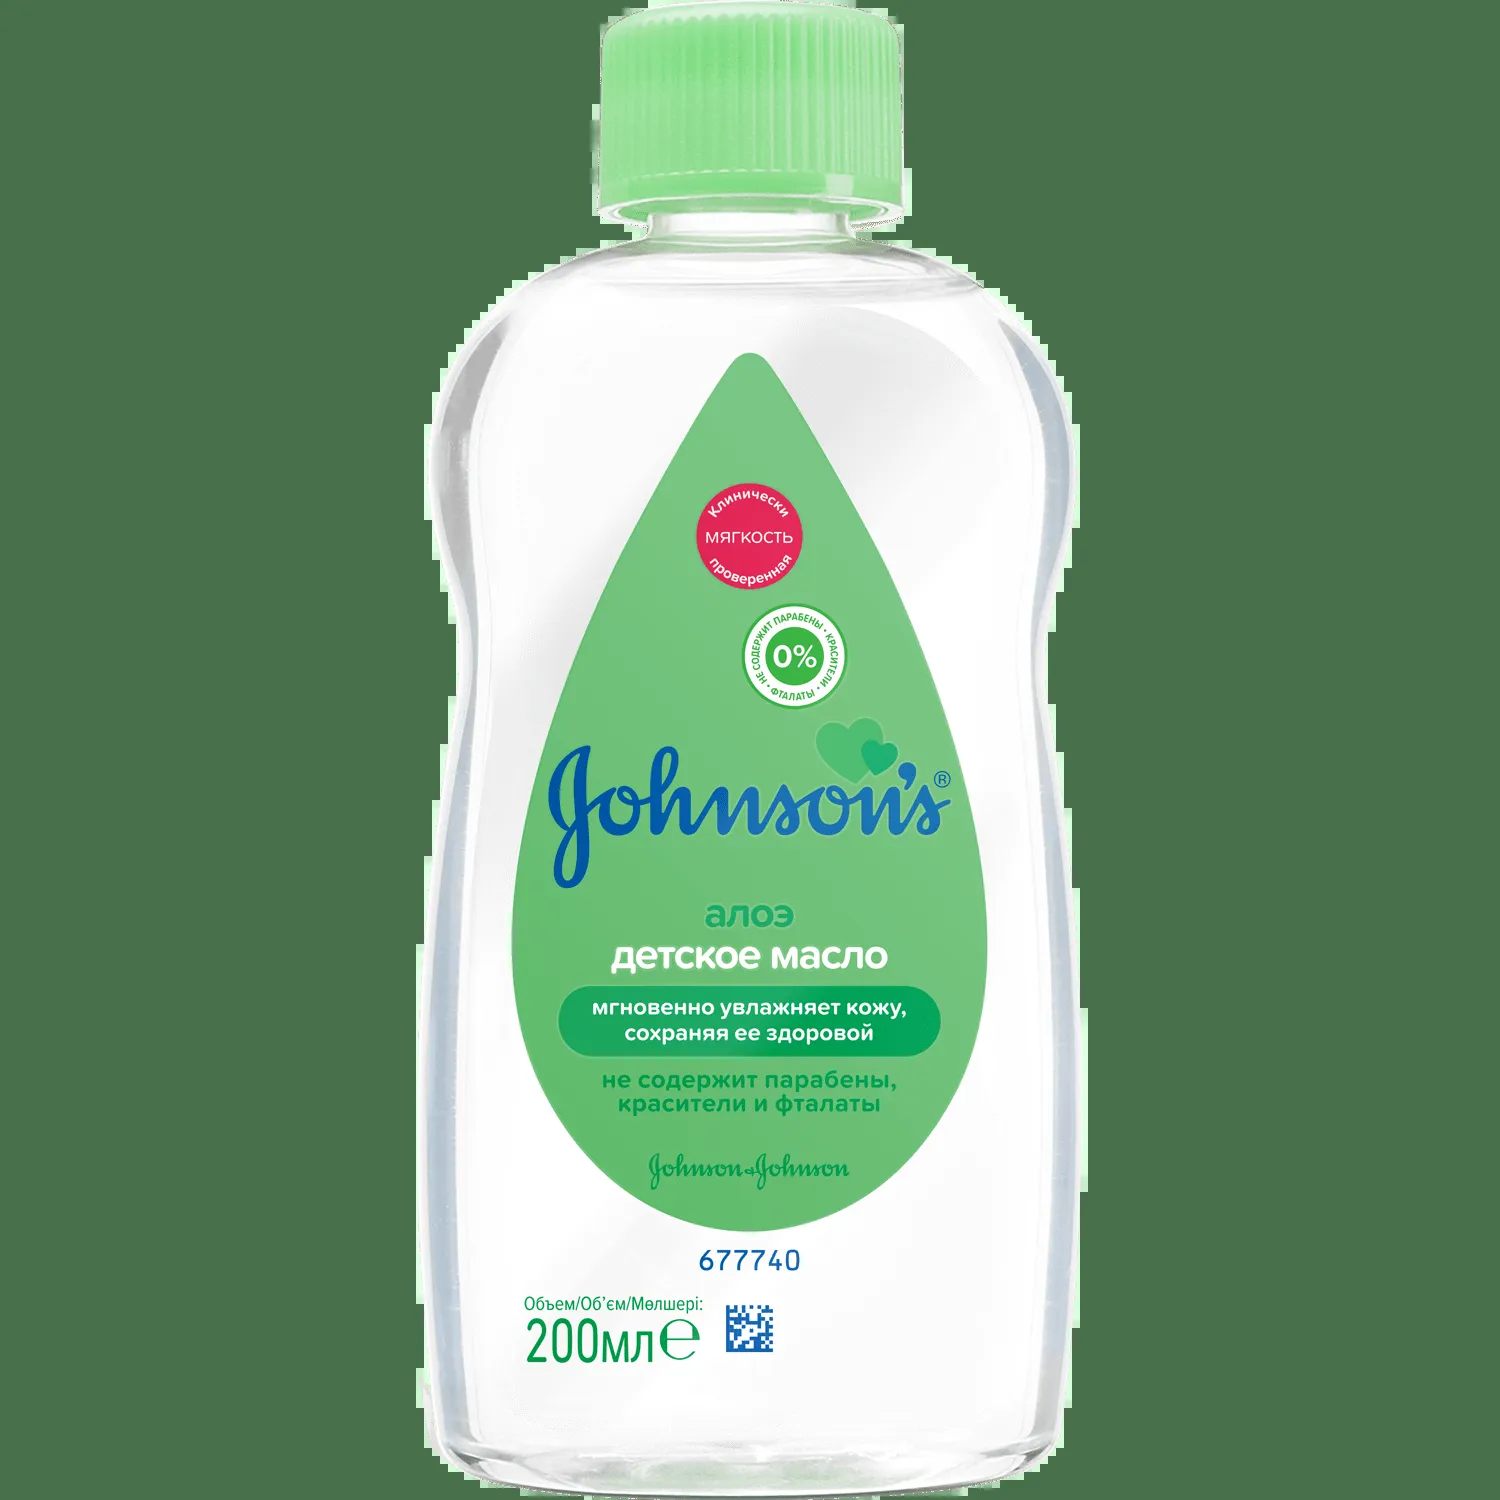 Клинически
мягкость
проверенная
НЕ СОДЕРЖИТ ПАРАБЕНЫ • КРАСИТЕЛИ • ФТАЛАТЫ •
0%
Johnson's®
алоэ
детское масло
мгновенно увлажняет кожу,
сохраняя ее здоровой
не содержит парабены,
красители и фталаты
Johnson & Johnson
677740
Объем/Об'єм/Мөлшері:
200мл℮